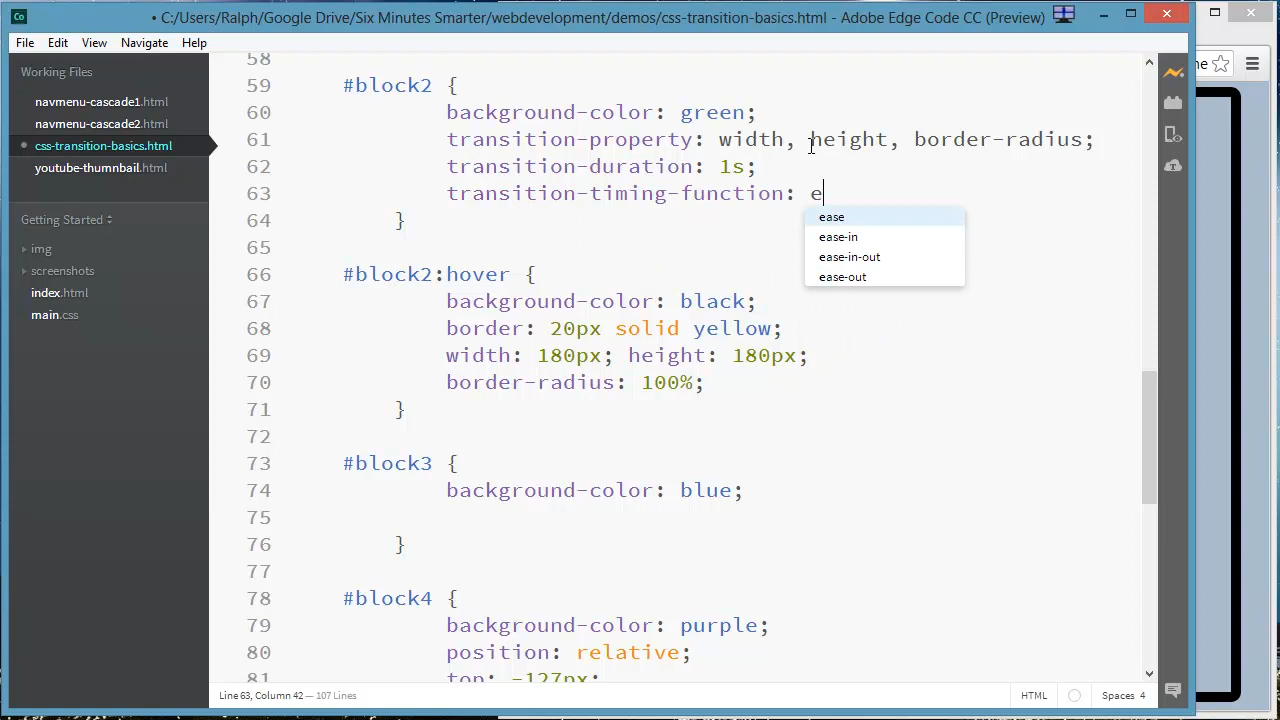 Co • C:/Users/Ralph/Google Drive/Six Minutes Smarter/webdevelopment/demos/css-transition-basics.html - Adobe Edge Code CC (Preview)
File Edit View Navigate Help
ne
Working Files
navmenu-cascade1.html
navmenu-cascade2.html
css-transition-basics.html
youtube-thumnbail.html
Getting Started
img
screenshots
index.html
main.css
58
59 #block2 {
60 background-color: green;
61 transition-property: width, height, border-radius;
62 transition-duration: 1s;
63 transition-timing-function: e
ease
ease-in
ease-in-out
ease-out
64 }
65
66 #block2:hover {
67 background-color: black;
68 border: 20px solid yellow;
69 width: 180px; height: 180px;
70 border-radius: 100%;
71 }
72
73 #block3 {
74 background-color: blue;
75
76 }
77
78 #block4 {
79 background-color: purple;
80 position: relative;
81 top: -127px;
Line 63, Column 42 — 107 Lines
HTML Spaces 4